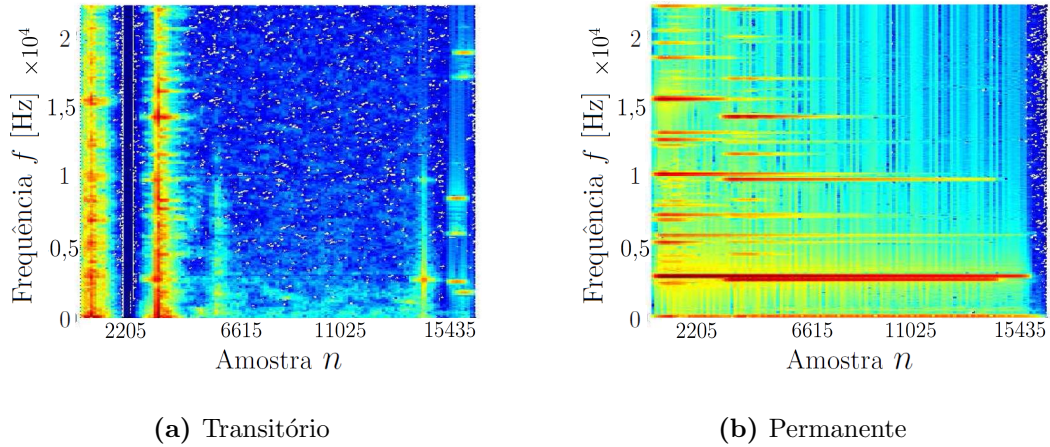 Frequência f [Hz] ×10⁴
2
1,5
1
0,5
0
2205 6615 11025 15435
Amostra n
(a) Transitório
Frequência f [Hz] ×10⁴
2
1,5
1
0,5
0
2205 6615 11025 15435
Amostra n
(b) Permanente